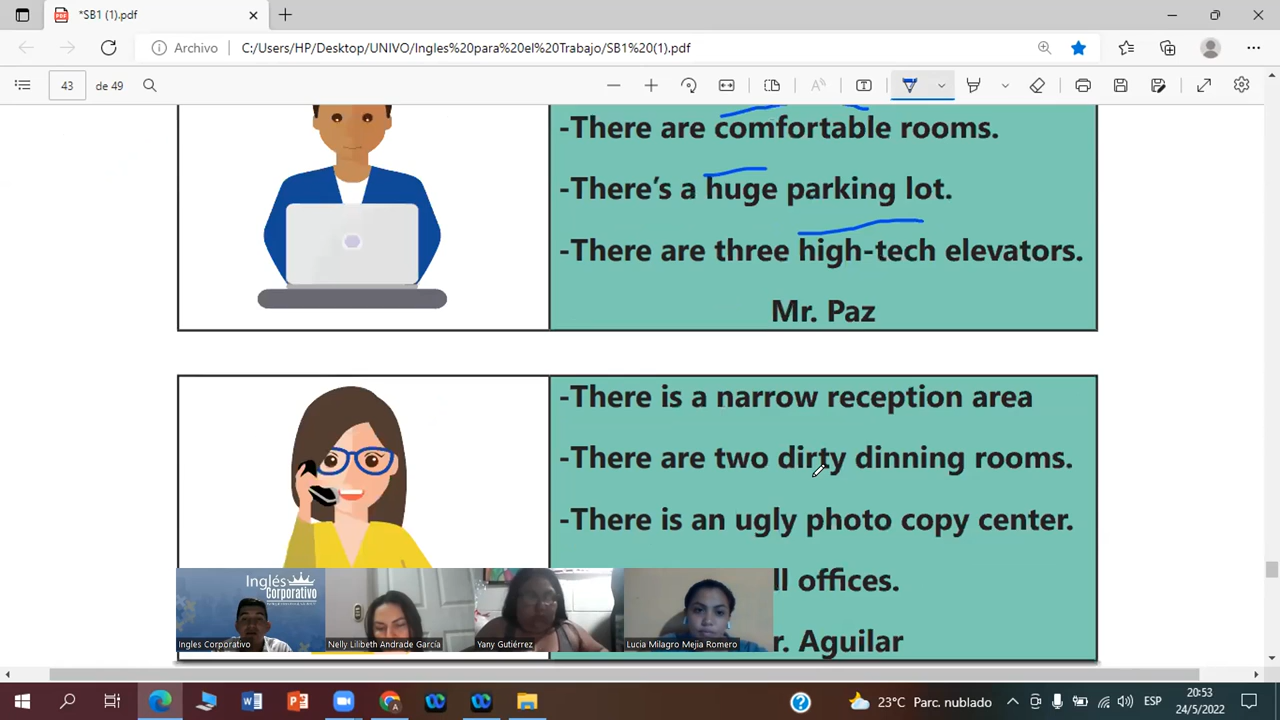 *SB1 (1).pdf
Archivo
C:/Users/HP/Desktop/UNIVO/Ingles%20para%20el%20Trabajo/SB1%20(1).pdf
43
de 49
-There are comfortable rooms.
-There's a huge parking lot.
-There are three high-tech elevators.
Mr. Paz
-There is a narrow reception area
-There are two dirty dinning rooms.
-There is an ugly photo copy center.
offices.
Aguilar
Inglés
Corporativo
Ingles Corporativo
Nelly Lilibeth Andrade García
Yany Gutiérrez
Lucia Milagro Mejia Romero
23°C Parc. nublado
ESP
20:53
24/5/2022